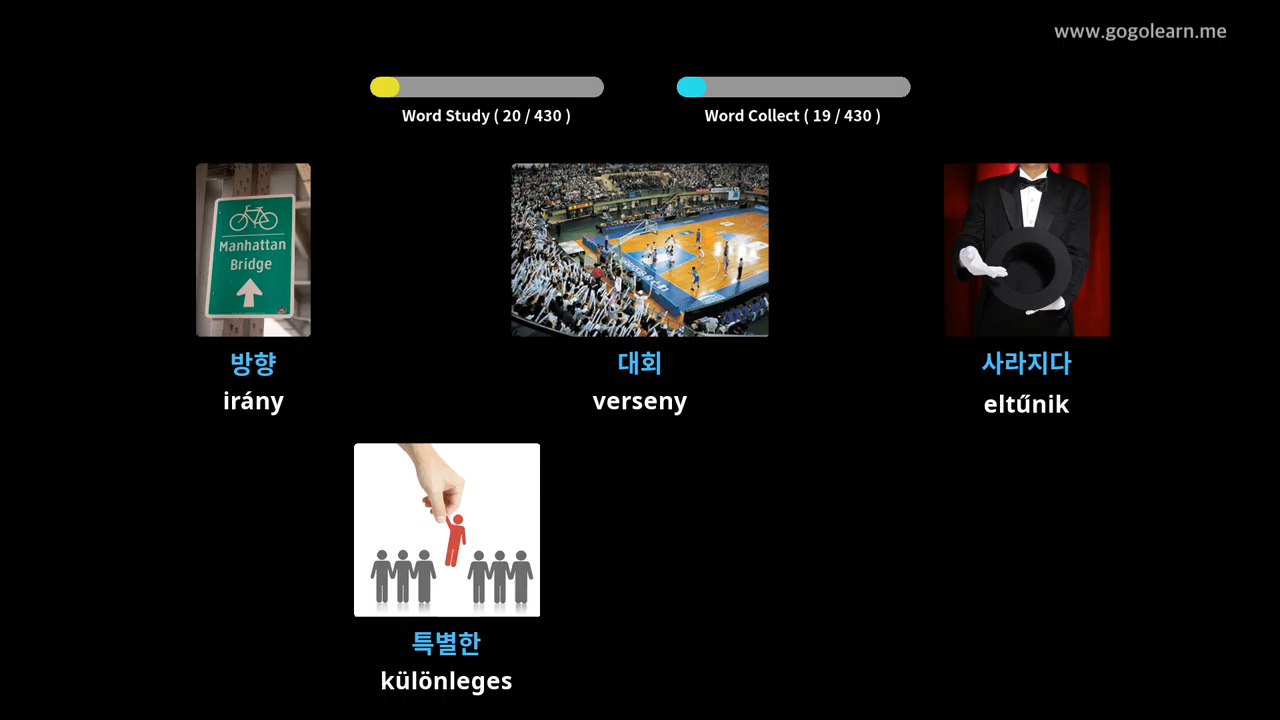 www.gogolearn.me
Word Study ( 20 / 430 )
Word Collect ( 19 / 430 )
Manhattan
Bridge
방향
irány
대회
verseny
사라지다
eltűnik
특별한
különleges